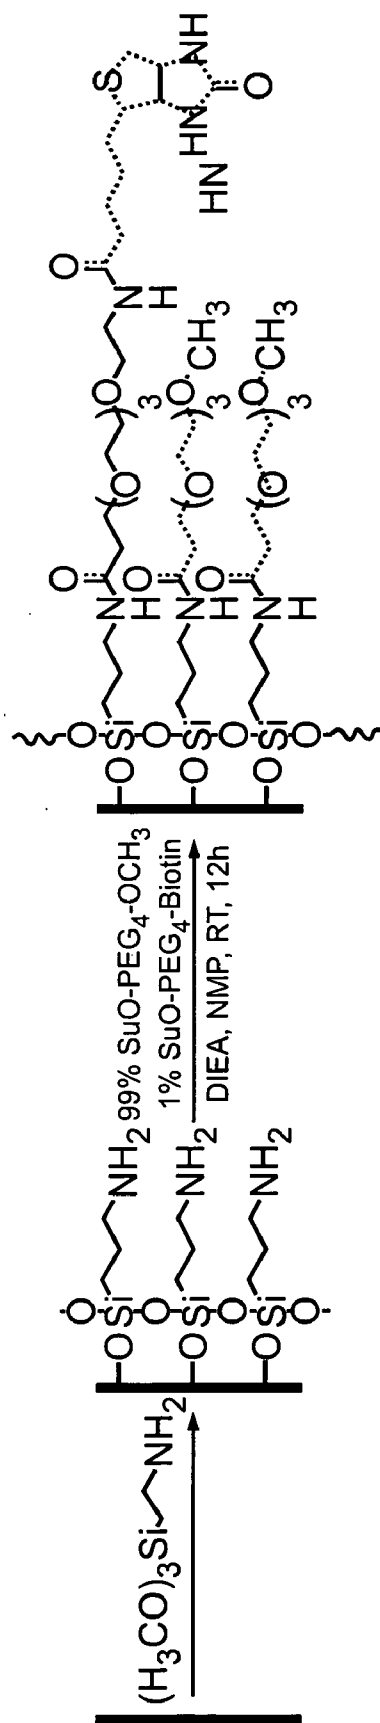 (H₃CO)₃Si NH₂
O
O Si NH₂
O
O Si NH₂
O
O Si NH₂
O
99% SuO-PEG₄-OCH₃
1% SuO-PEG₄-Biotin
DIEA, NMP, RT, 12h
O
O Si N H O (O )₃ O N H O S NH HN O
O
HN
O Si N H O (O )₃ O CH₃
O
O Si N H O (O )₃ O CH₃
O